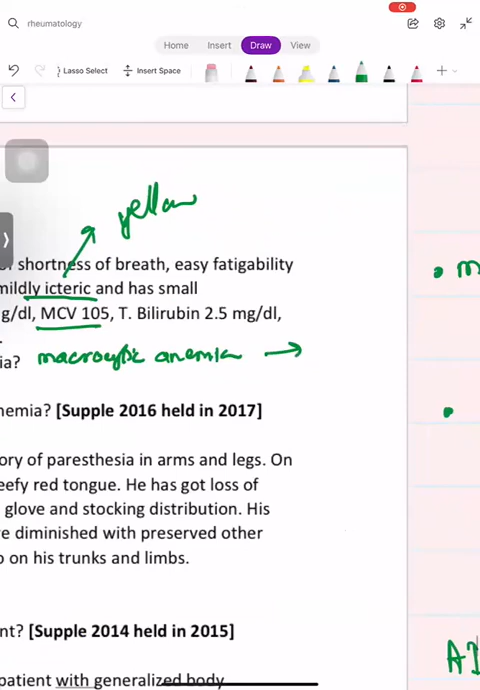 rheumatology
Home Insert Draw View
Lasso Select Insert Space
yellow
shortness of breath, easy fatigability
mildly icteric and has small
g/dl, MCV 105, T. Bilirubin 2.5 mg/dl,
ia? macrocytic anemia →
nemia? [Supple 2016 held in 2017]
ory of paresthesia in arms and legs. On
eefy red tongue. He has got loss of
glove and stocking distribution. His
e diminished with preserved other
o on his trunks and limbs.
nt? [Supple 2014 held in 2015]
patient with generalized body